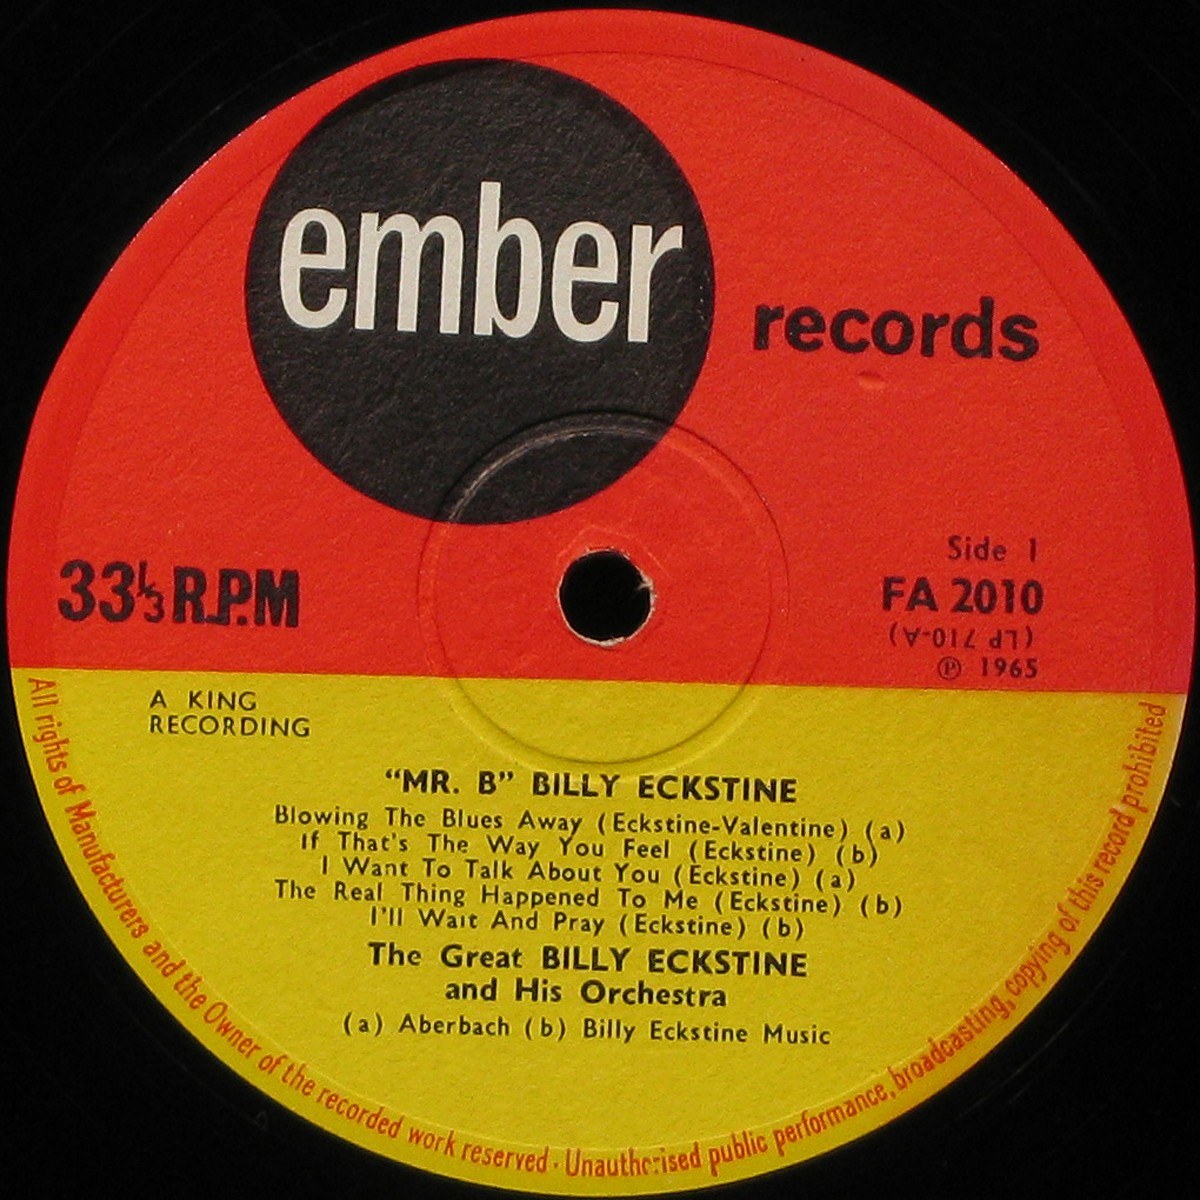 ember
records
33⅓ R.P.M
Side 1
FA 2010
(LP 710-A)
℗ 1965
A KING
RECORDING
"MR. B" BILLY ECKSTINE
Blowing The Blues Away (Eckstine-Valentine) (a)
If That's The Way You Feel (Eckstine) (b)
I Want To Talk About You (Eckstine) (a)
The Real Thing Happened To Me (Eckstine) (b)
I'll Wait And Pray (Eckstine) (b)
The Great BILLY ECKSTINE
and His Orchestra
(a) Aberbach (b) Billy Eckstine Music
All rights of Manufacturers and the Owner of the recorded work reserved · Unauthorised public performance, broadcasting, copying of this record prohibited